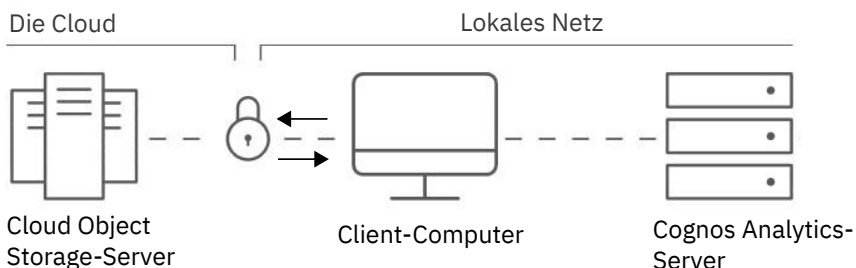 Die Cloud
Lokales Netz
Cloud Object
Storage-Server
Client-Computer
Cognos Analytics-
Server